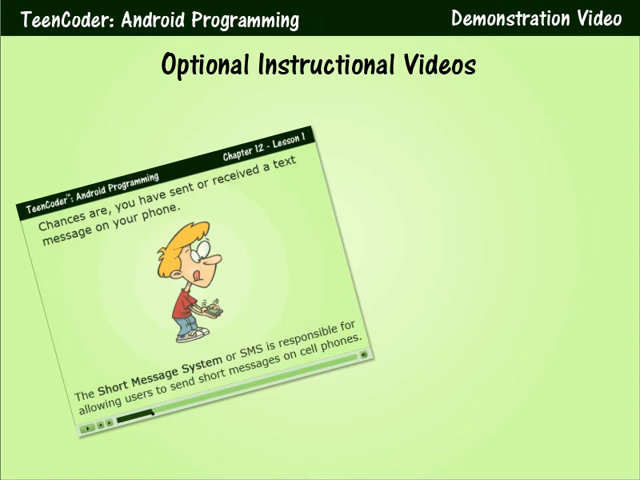 TeenCoder: Android Programming
Demonstration Video
Optional Instructional Videos
TeenCoder™: Android Programming
Chapter 12 - Lesson 1
Chances are, you have sent or received a text
message on your phone.
The Short Message System or SMS is responsible for
allowing users to send short messages on cell phones.